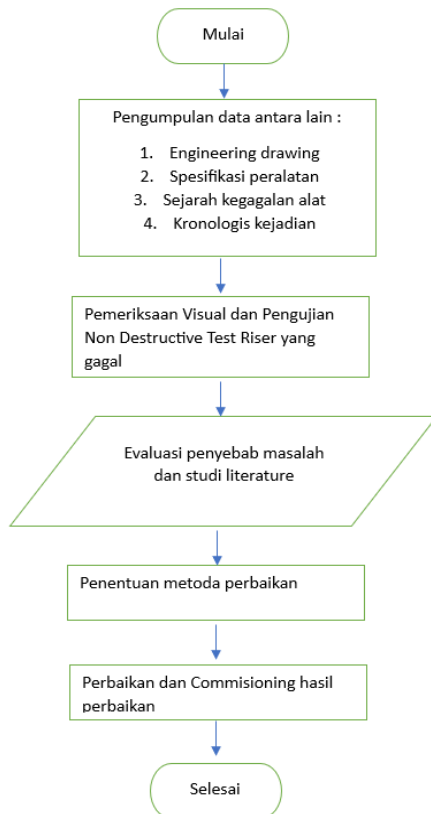 Mulai
Pengumpulan data antara lain :
1. Engineering drawing
2. Spesifikasi peralatan
3. Sejarah kegagalan alat
4. Kronologis kejadian
Pemeriksaan Visual dan Pengujian
Non Destructive Test Riser yang
gagal
Evaluasi penyebab masalah
dan studi literature
Penentuan metoda perbaikan
Perbaikan dan Commisioning hasil
perbaikan
Selesai